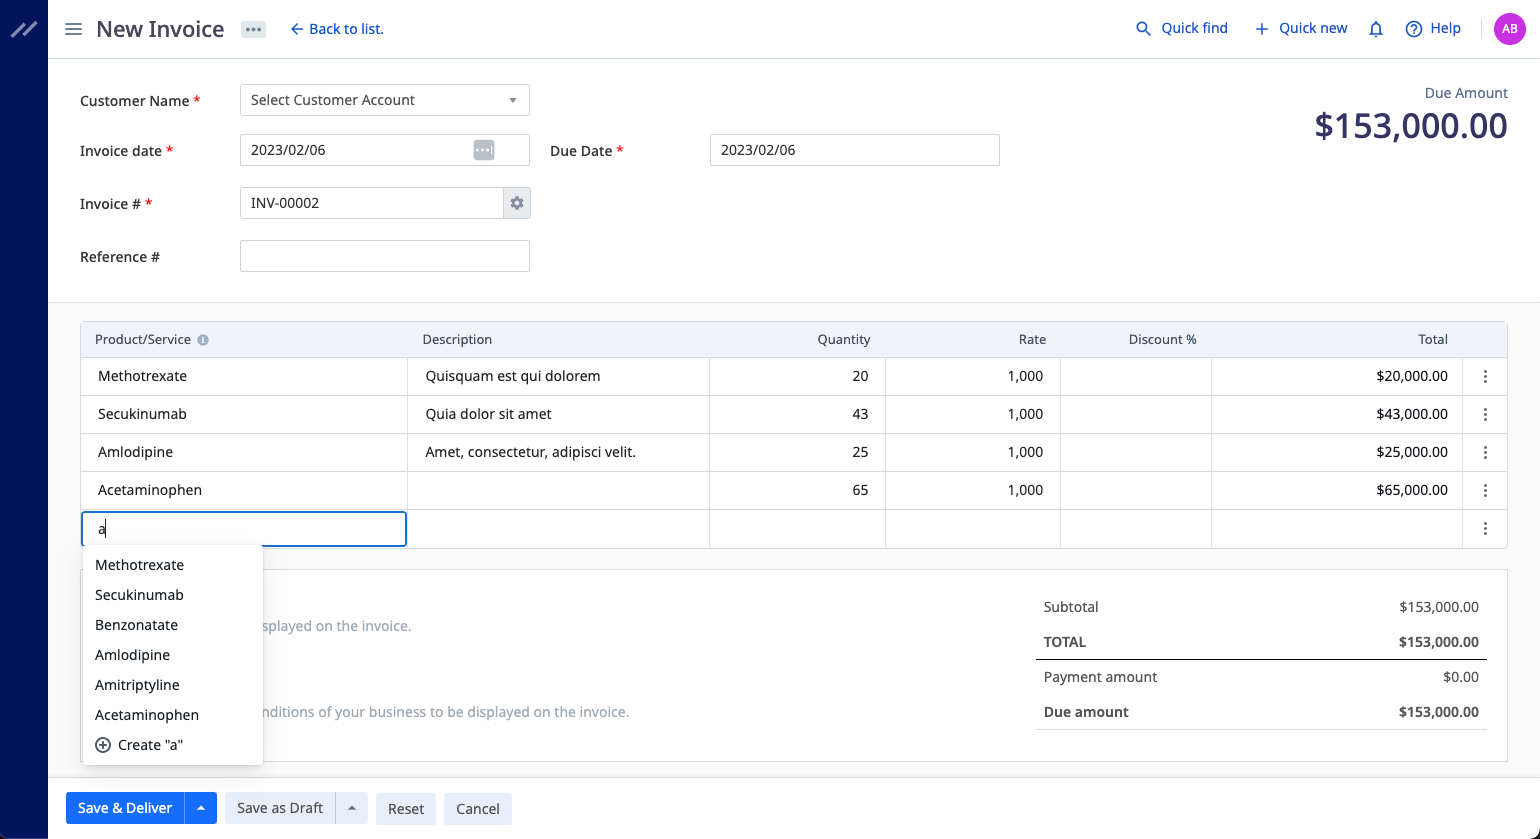 New Invoice
Back to list.
Quick find
Quick new
Help
AB
Customer Name *
Select Customer Account
Due Amount
$153,000.00
Invoice date *
2023/02/06
Due Date *
2023/02/06
Invoice # *
INV-00002
Reference #
Product/Service Description Quantity Rate Discount % Total
Methotrexate Quisquam est qui dolorem 20 1,000 $20,000.00
Secukinumab Quia dolor sit amet 43 1,000 $43,000.00
Amlodipine Amet, consectetur, adipisci velit. 25 1,000 $25,000.00
Acetaminophen 65 1,000 $65,000.00
a
Methotrexate
Secukinumab
Benzonatate
Amlodipine
Amitriptyline
Acetaminophen
Create "a"
splayed on the invoice.
nditions of your business to be displayed on the invoice.
Subtotal $153,000.00
TOTAL $153,000.00
Payment amount $0.00
Due amount $153,000.00
Save & Deliver
Save as Draft
Reset
Cancel